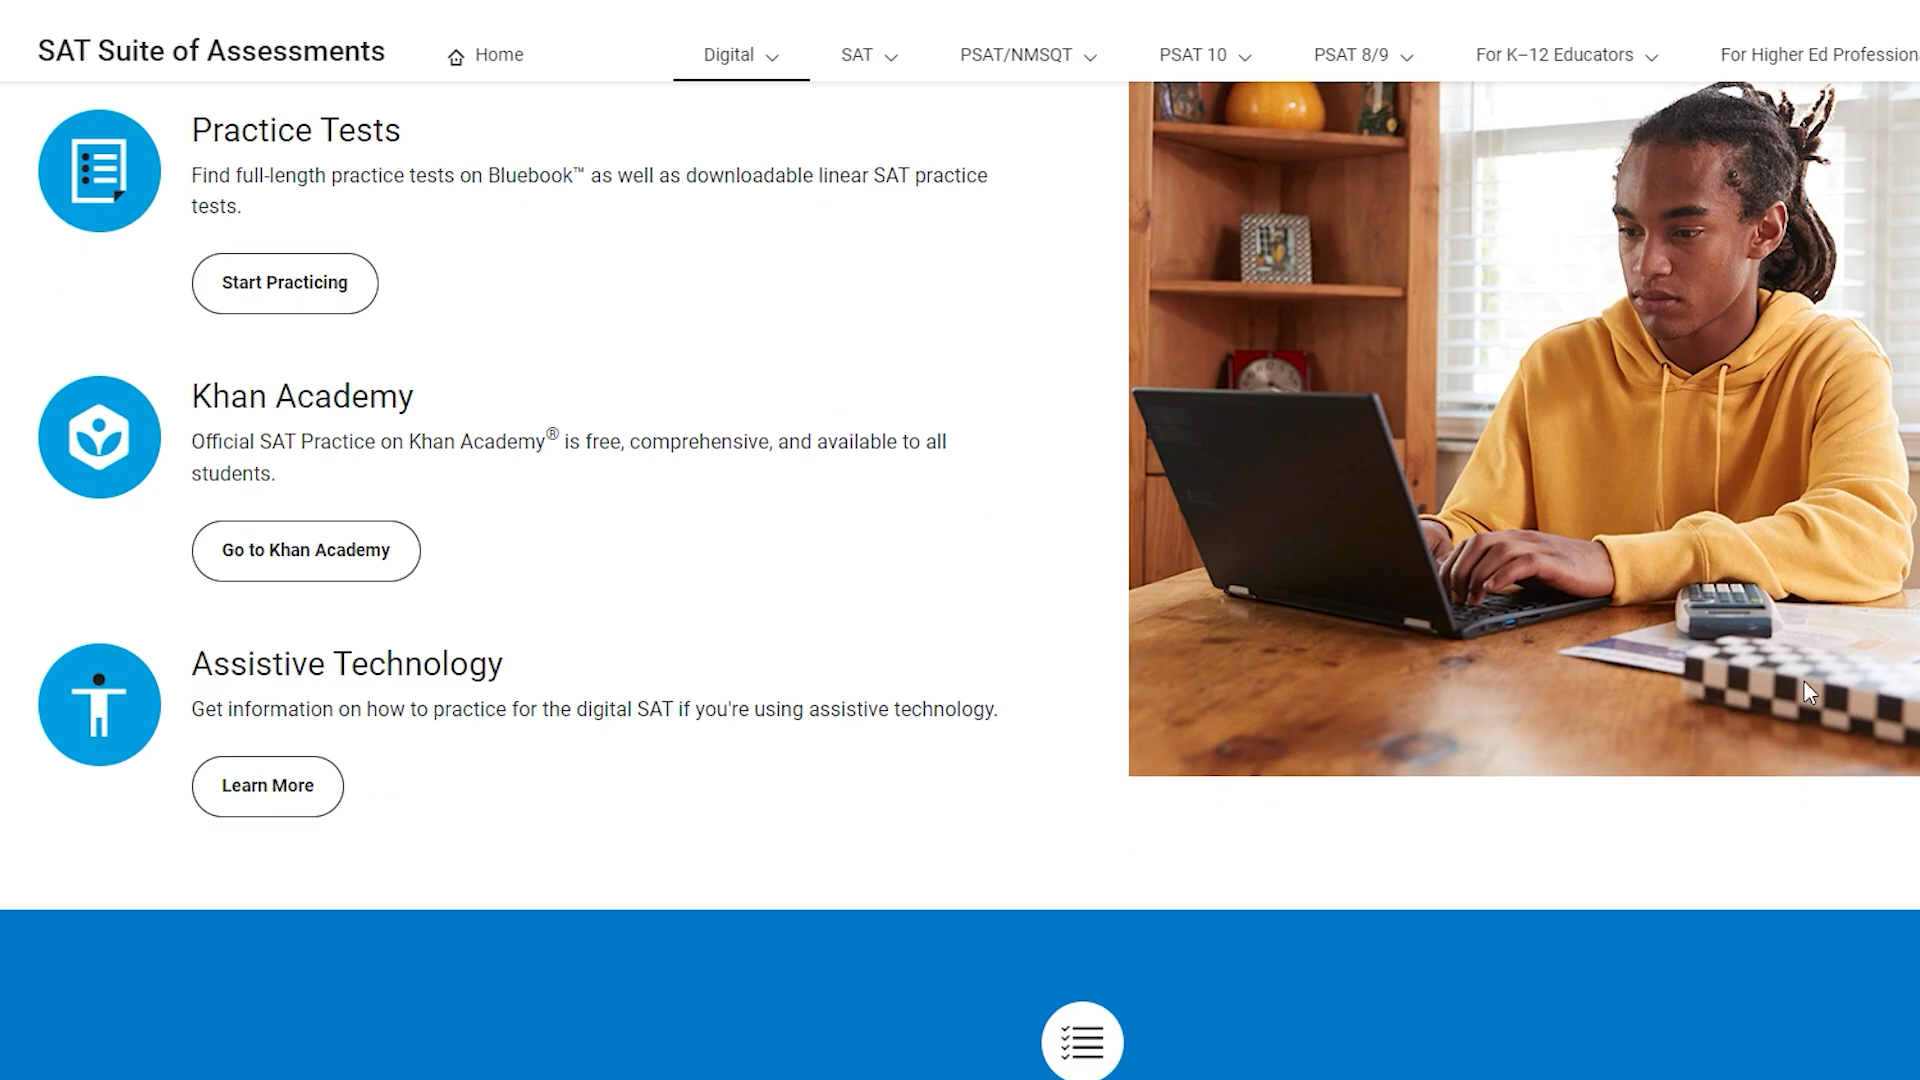 SAT Suite of Assessments
Home
Digital
SAT
PSAT/NMSQT
PSAT 10
PSAT 8/9
For K–12 Educators
For Higher Ed
Practice Tests
Find full-length practice tests on Bluebook™ as well as downloadable linear SAT practice
tests.
Start Practicing
Khan Academy
Official SAT Practice on Khan Academy® is free, comprehensive, and available to all
students.
Go to Khan Academy
Assistive Technology
Get information on how to practice for the digital SAT if you're using assistive technology.
Learn More